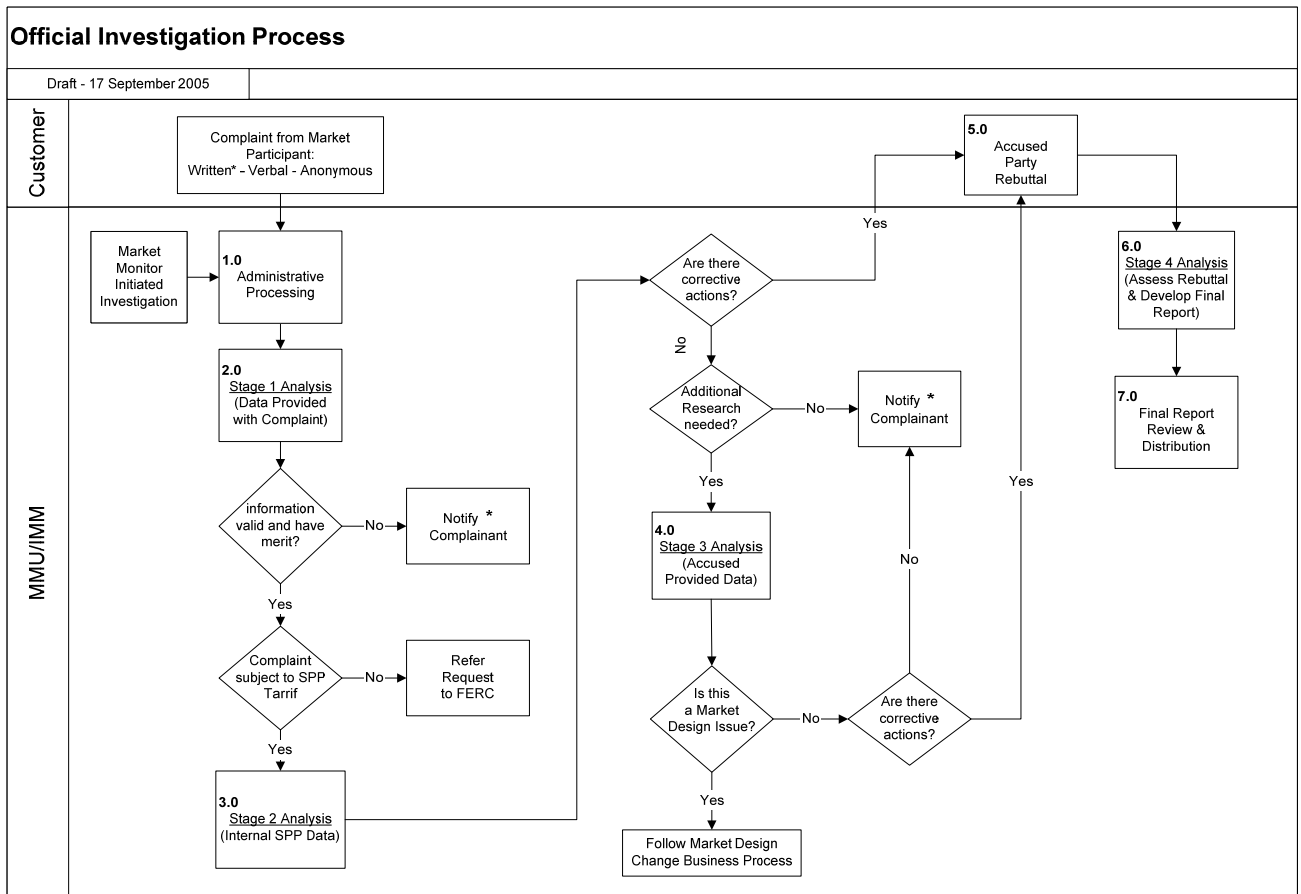 Official Investigation Process
Draft - 17 September 2005
Customer
Complaint from Market
Participant:
Written* – Verbal - Anonymous
5.0
Accused
Party
Rebuttal
MMU/IMM
Market
Monitor
Initiated
Investigation
1.0
Administrative
Processing
2.0
Stage 1 Analysis
(Data Provided
with Complaint)
information
valid and have
merit?
No
Notify *
Complainant
Yes
Complaint
subject to SPP
Tarrif
No
Refer
Request
to FERC
Yes
3.0
Stage 2 Analysis
(Internal SPP Data)
Are there
corrective
actions?
Yes
No
Additional
Research
needed?
No
Notify *
Complainant
Yes
4.0
Stage 3 Analysis
(Accused
Provided Data)
Is this
a Market
Design Issue?
No
Are there
corrective
actions?
No
Yes
Yes
Follow Market Design
Change Business Process
6.0
Stage 4 Analysis
(Assess Rebuttal
& Develop Final
Report)
7.0
Final Report
Review &
Distribution